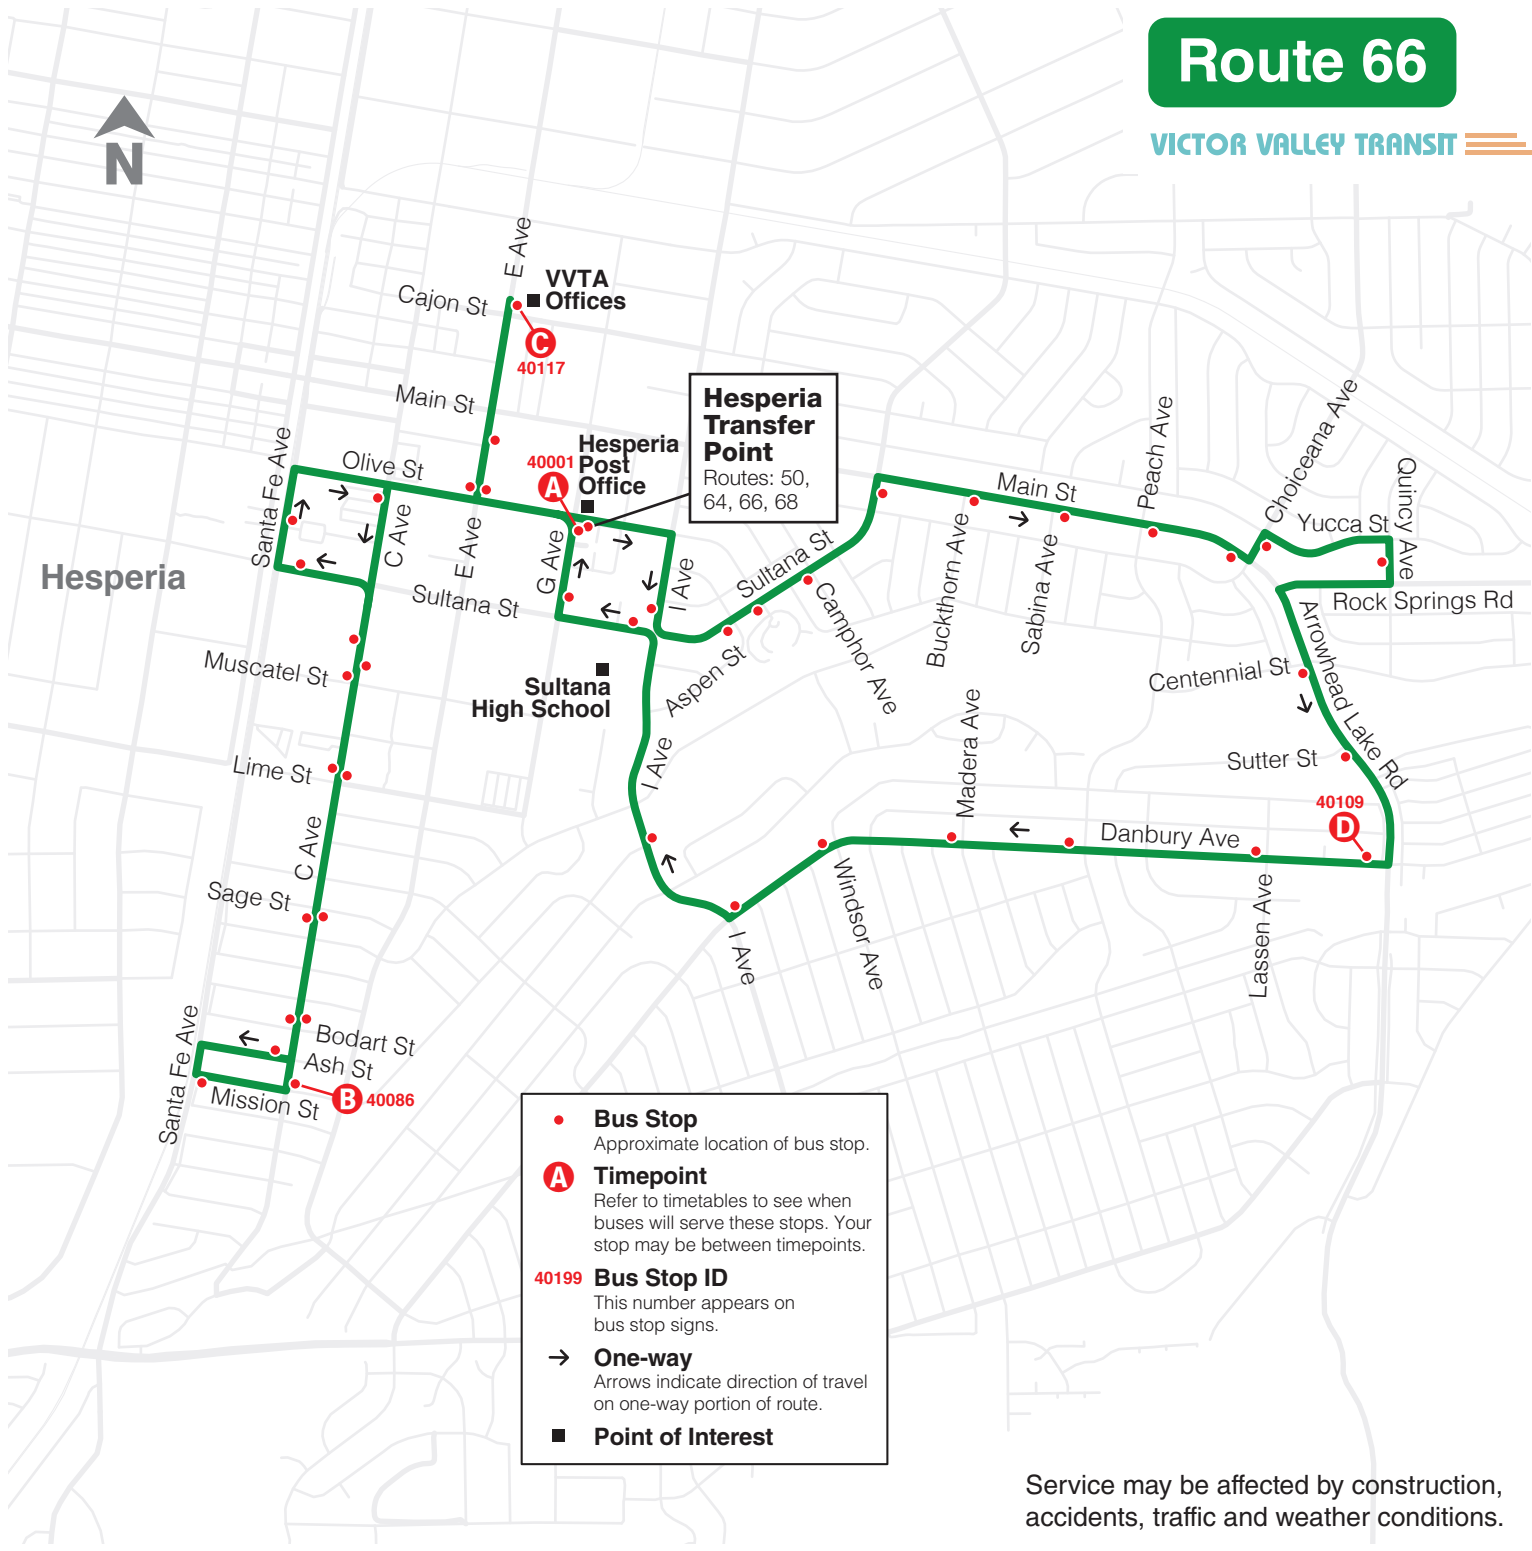 Route 66
VICTOR VALLEY TRANSIT
N
E Ave
VVTA
Offices
Cajon St
C
40117
Main St
Hesperia
Transfer
Point
Routes: 50,
64, 66, 68
Hesperia
Post
Office
40001
A
Santa Fe Ave
Olive St
C Ave
E Ave
G Ave
I Ave
Sultana St
Sultana St
Hesperia
Main St
Peach Ave
Choiceana Ave
Yucca St
Quincy Ave
Rock Springs Rd
Buckthorn Ave
Sabina Ave
Camphor Ave
Aspen St
Arrowhead Lake Rd
Centennial St
Sutter St
Muscatel St
Sultana
High School
I Ave
Lime St
Madera Ave
40109
D
Danbury Ave
C Ave
Sage St
Windsor Ave
Lassen Ave
I Ave
Santa Fe Ave
Bodart St
Ash St
Mission St
B
40086
Bus Stop
Approximate location of bus stop.
A
Timepoint
Refer to timetables to see when
buses will serve these stops. Your
stop may be between timepoints.
40199 Bus Stop ID
This number appears on
bus stop signs.
One-way
Arrows indicate direction of travel
on one-way portion of route.
Point of Interest
Service may be affected by construction,
accidents, traffic and weather conditions.